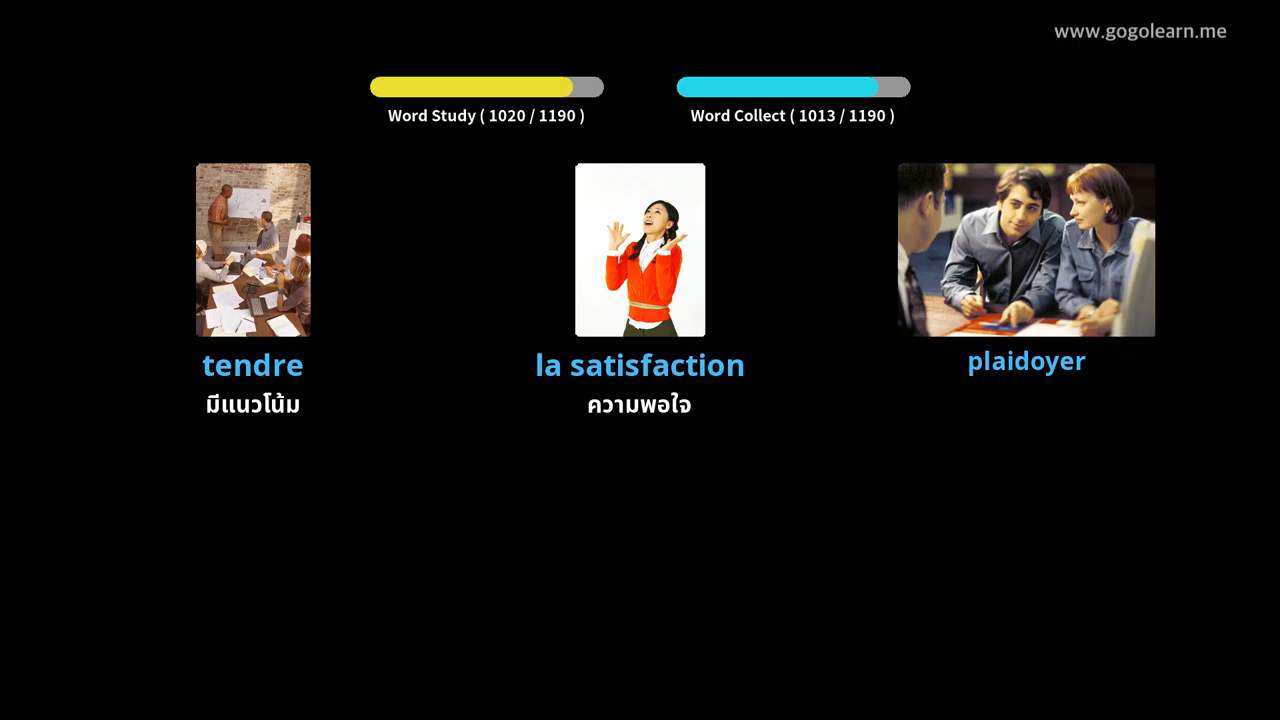 www.gogolearn.me
Word Study ( 1020 / 1190 )
Word Collect ( 1013 / 1190 )
tendre
la satisfaction
plaidoyer
มีแนวโน้ม
ความพอใจ